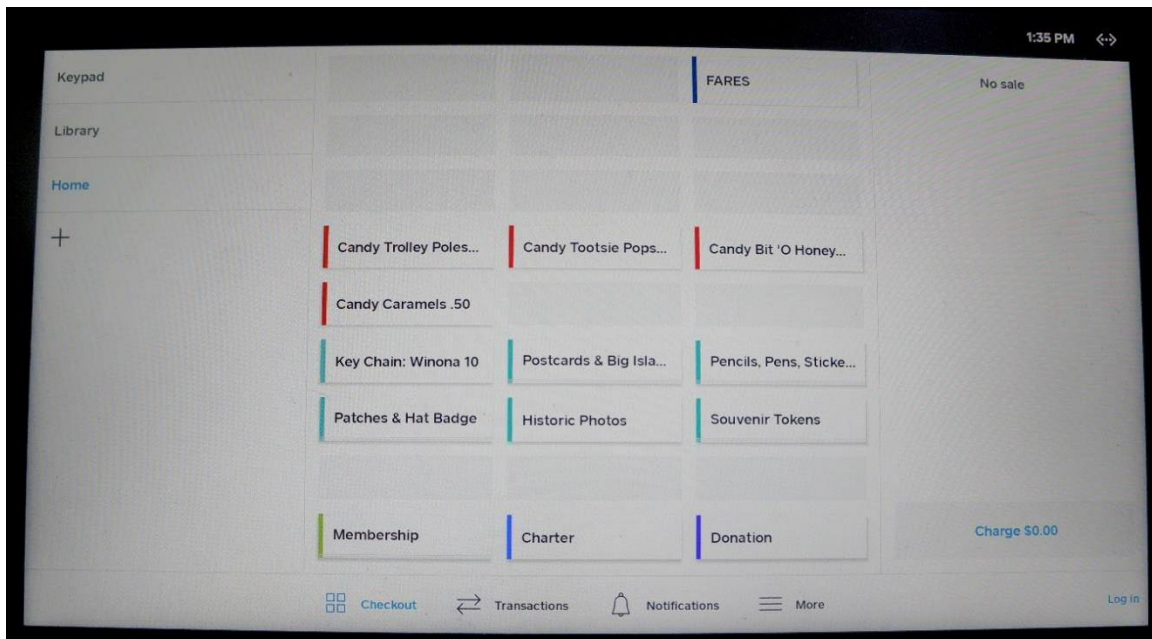 1:35 PM
Keypad
FARES
No sale
Library
Home
Candy Trolley Poles...
Candy Tootsie Pops...
Candy Bit 'O Honey...
Candy Caramels .50
Key Chain: Winona 10
Postcards & Big Isla...
Pencils, Pens, Sticke...
Patches & Hat Badge
Historic Photos
Souvenir Tokens
Membership
Charter
Donation
Charge $0.00
Checkout
Transactions
Notifications
More
Log in